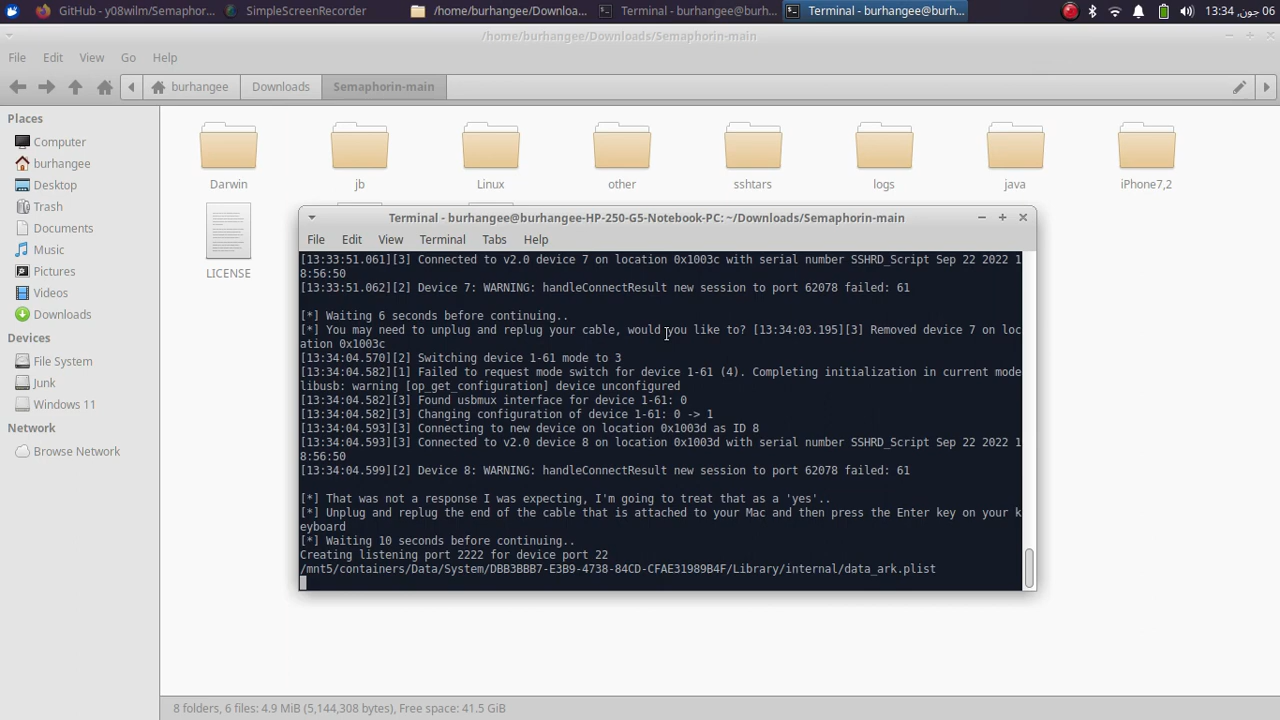 GitHub - y08wilm/Semaphor...
SimpleScreenRecorder
/home/burhangee/Downloa...
Terminal - burhangee@burh...
Terminal - burhangee@burh...
13:34 ,جون 06
/home/burhangee/Downloads/Semaphorin-main
File Edit View Go Help
burhangee Downloads Semaphorin-main
Places
Computer
burhangee
Desktop
Trash
Documents
Music
Pictures
Videos
Downloads
Devices
File System
Junk
Windows 11
Network
Browse Network
Darwin jb Linux other sshtars logs java iPhone7,2
LICENSE
Terminal - burhangee@burhangee-HP-250-G5-Notebook-PC: ~/Downloads/Semaphorin-main
File Edit View Terminal Tabs Help
[13:33:51.061][3] Connected to v2.0 device 7 on location 0x1003c with serial number SSHRD_Script Sep 22 2022 1
8:56:50
[13:33:51.062][2] Device 7: WARNING: handleConnectResult new session to port 62078 failed: 61
[*] Waiting 6 seconds before continuing..
[*] You may need to unplug and replug your cable, would you like to? [13:34:03.195][3] Removed device 7 on loc
ation 0x1003c
[13:34:04.570][2] Switching device 1-61 mode to 3
[13:34:04.582][1] Failed to request mode switch for device 1-61 (4). Completing initialization in current mode
libusb: warning [op_get_configuration] device unconfigured
[13:34:04.582][3] Found usbmux interface for device 1-61: 0
[13:34:04.582][3] Changing configuration of device 1-61: 0 -> 1
[13:34:04.593][3] Connecting to new device on location 0x1003d as ID 8
[13:34:04.593][3] Connected to v2.0 device 8 on location 0x1003d with serial number SSHRD_Script Sep 22 2022 1
8:56:50
[13:34:04.599][2] Device 8: WARNING: handleConnectResult new session to port 62078 failed: 61
[*] That was not a response I was expecting, I'm going to treat that as a 'yes'..
[*] Unplug and replug the end of the cable that is attached to your Mac and then press the Enter key on your k
eyboard
[*] Waiting 10 seconds before continuing..
Creating listening port 2222 for device port 22
/mnt5/containers/Data/System/DBB3BBB7-E3B9-4738-84CD-CFAE31989B4F/Library/internal/data_ark.plist
8 folders, 6 files: 4.9 MiB (5,144,308 bytes), Free space: 41.5 GiB